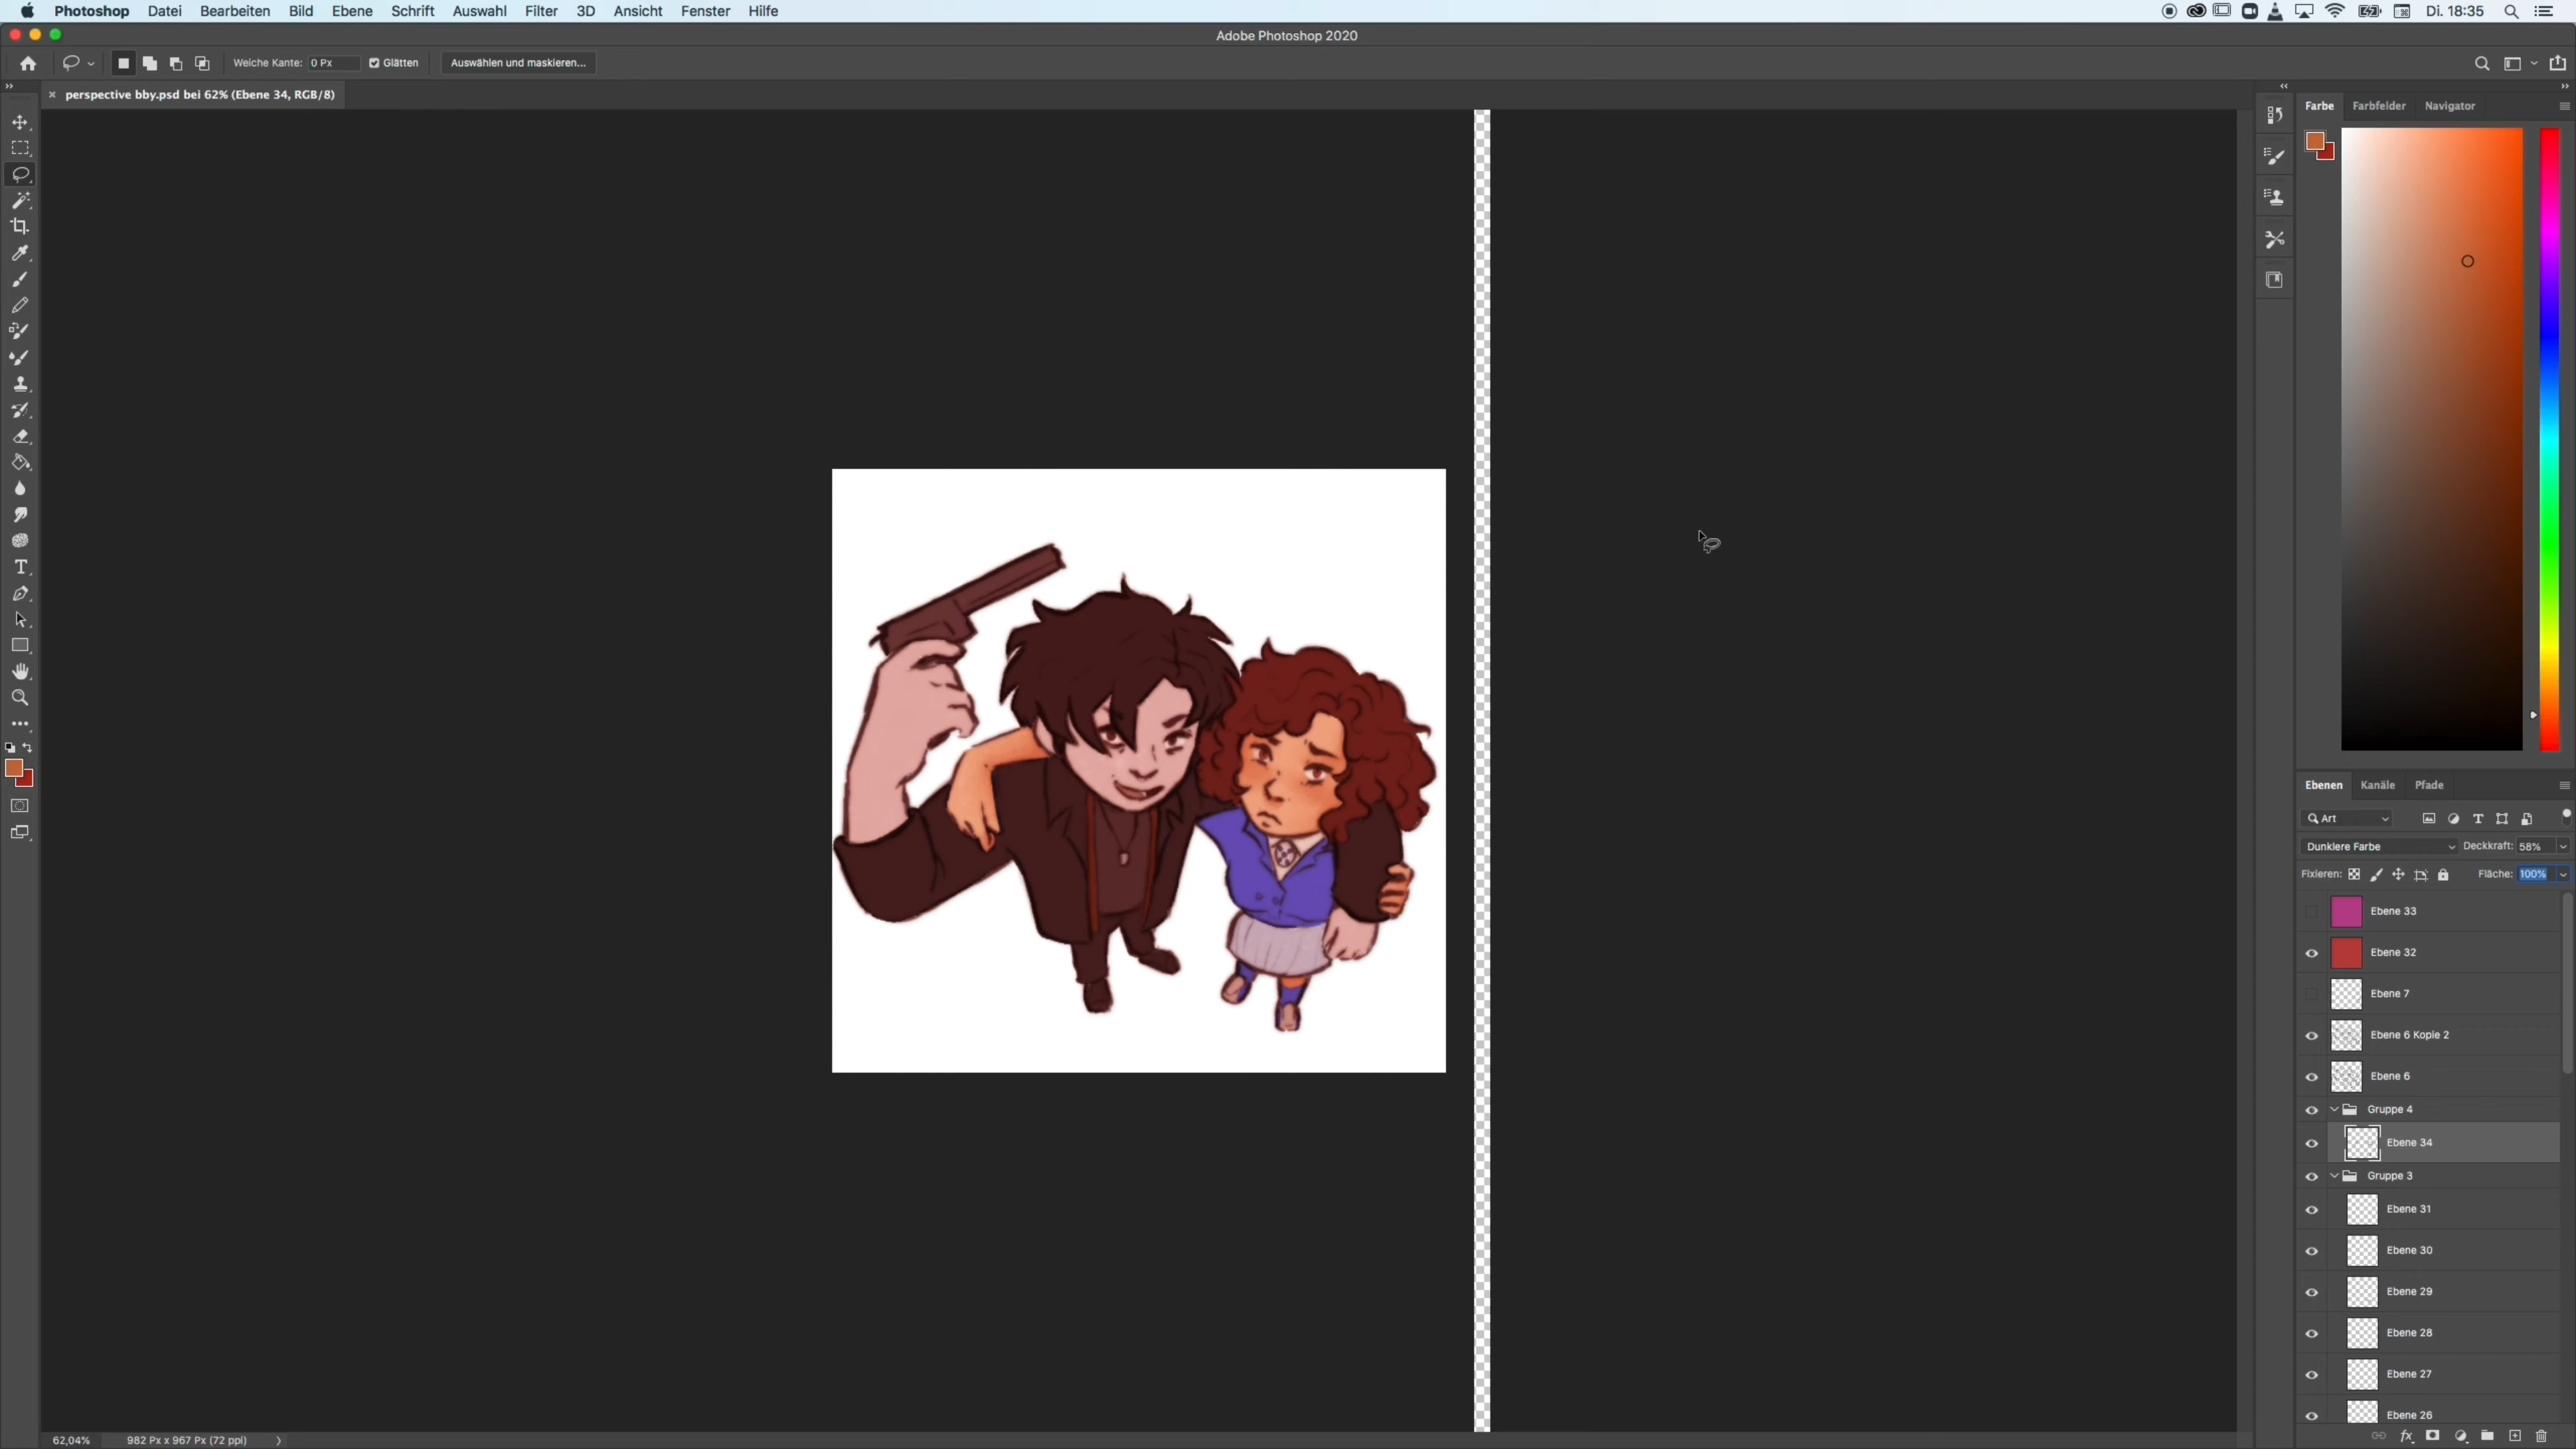 Photoshop Datei Bearbeiten Bild Ebene Schrift Auswahl Filter 3D Ansicht Fenster Hilfe Di. 18:35
Adobe Photoshop 2020
Weiche Kante: 0 Px Glätten Auswählen und maskieren...
perspective bby.psd bei 62% (Ebene 34, RGB/8)
Farbe Farbfelder Navigator
Ebenen Kanäle Pfade
Art
Dunklere Farbe Deckkraft: 58%
Fixieren: Fläche: 100%
Ebene 33
Ebene 32
Ebene 7
Ebene 6 Kopie 2
Ebene 6
Gruppe 4
Ebene 34
Gruppe 3
Ebene 31
Ebene 30
Ebene 29
Ebene 28
Ebene 27
Ebene 26
62,04% 982 Px x 967 Px (72 ppi)